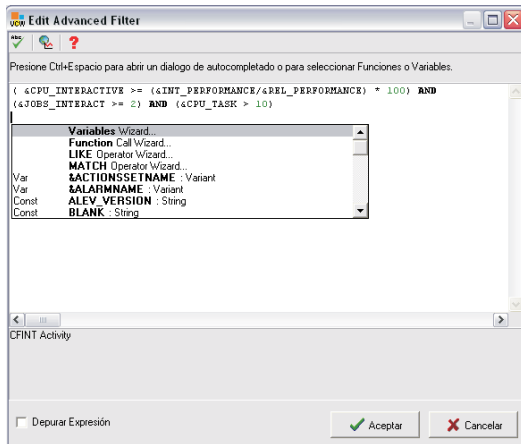 vcw Edit Advanced Filter
Abc
Presione Ctrl+Espacio para abrir un dialogo de autocompletado o para seleccionar Funciones o Variables.
( &CPU_INTERACTIVE >= (&INT_PERFORMANCE/&REL_PERFORMANCE) * 100) AND
(&JOBS_INTERACT >= 2) AND (&CPU_TASK > 10)
Variables Wizard...
Function Call Wizard...
LIKE Operator Wizard...
MATCH Operator Wizard...
Var &ACTIONSSETNAME : Variant
Var &ALARMNAME : Variant
Const ALEV_VERSION : String
Const BLANK : String
CFINT Activity
Depurar Expresión
Aceptar
Cancelar